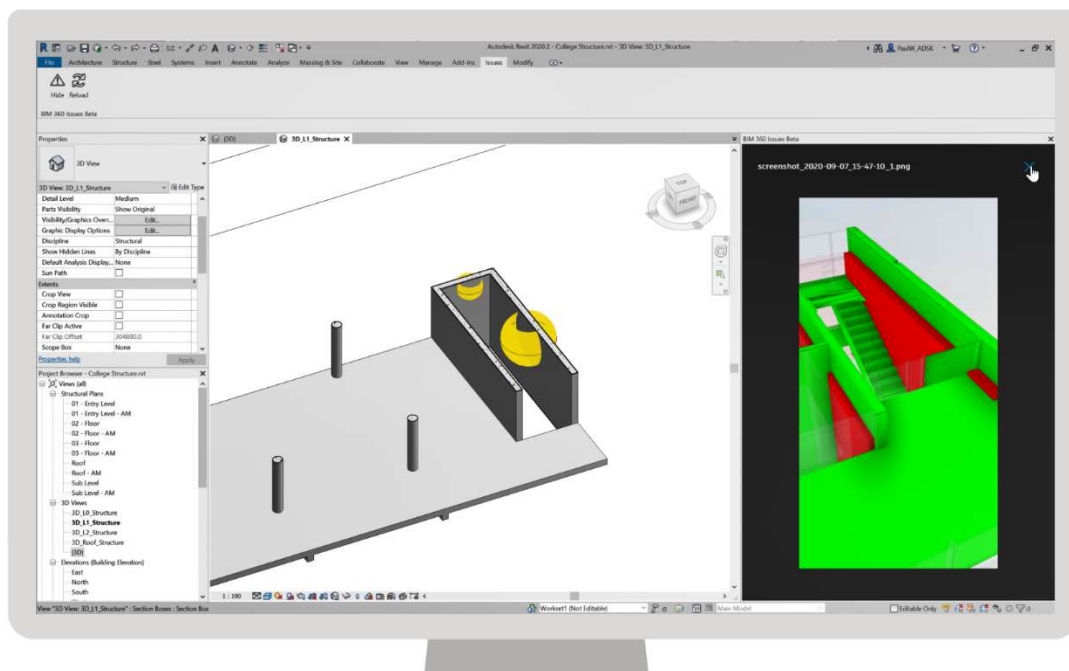 Autodesk Revit 2020.2 - College Structure.rvt - 3D View: 3D_L1_Structure
PaulW_ADSK
File Architecture Structure Steel Systems Insert Annotate Analyze Massing & Site Collaborate View Manage Add-Ins Issues Modify
Hide Reload
BIM 360 Issues Beta
Properties
{3D}
3D_L1_Structure
BIM 360 Issues Beta
3D View
3D View: 3D_L1_Structure
Edit Type
Detail Level Medium
Parts Visibility Show Original
Visibility/Graphics Overr... Edit...
Graphic Display Options Edit...
Discipline Structural
Show Hidden Lines By Discipline
Default Analysis Display... None
Sun Path
Extents
Crop View
Crop Region Visible
Annotation Crop
Far Clip Active
Far Clip Offset 304800.0
Scope Box None
Properties help
Apply
Project Browser - College Structure.rvt
Views (all)
Structural Plans
01 - Entry Level
01 - Entry Level - AM
02 - Floor
02 - Floor - AM
03 - Floor
03 - Floor - AM
Roof
Roof - AM
Sub Level
Sub Level - AM
3D Views
3D_L0_Structure
3D_L1_Structure
3D_L2_Structure
3D_Roof_Structure
{3D}
Elevations (Building Elevation)
East
North
South
TOP
FRONT
screenshot_2020-09-07_15-47-10_1.png
1 : 100
View "3D View: 3D_L1_Structure" : Section Boxes : Section Box
Workset1 (Not Editable)
Main Model
Editable Only